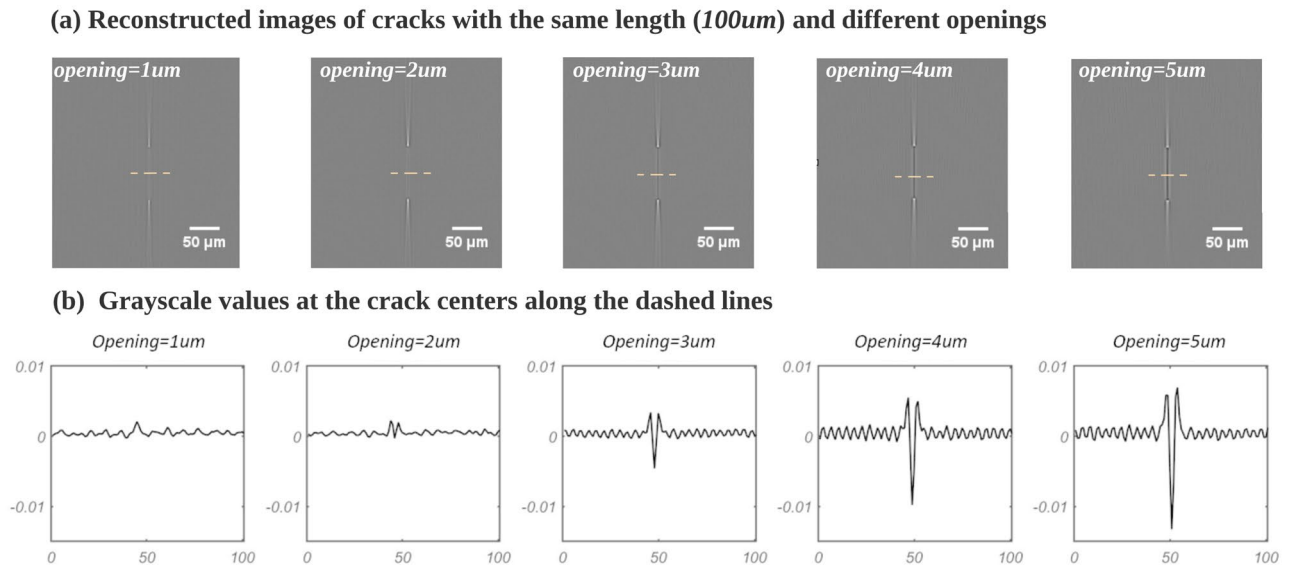 (a) Reconstructed images of cracks with the same length (100um) and different openings
opening=1um opening=2um opening=3um opening=4um opening=5um
50 µm 50 µm 50 µm 50 µm 50 µm
(b) Grayscale values at the crack centers along the dashed lines
Opening=1um Opening=2um Opening=3um Opening=4um Opening=5um
0.01 0.01 0.01 0.01 0.01
0 0 0 0 0
-0.01 -0.01 -0.01 -0.01 -0.01
0 50 100 0 50 100 0 50 100 0 50 100 0 50 100